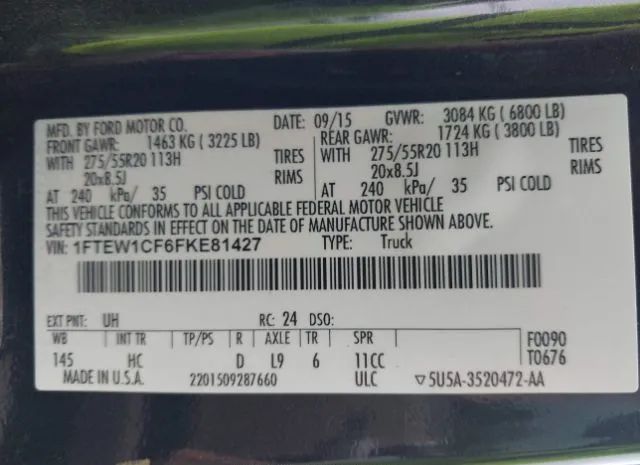 MFD. BY FORD MOTOR CO. DATE: 09/15 GVWR: 3084 KG ( 6800 LB)
FRONT GAWR: 1463 KG ( 3225 LB) REAR GAWR: 1724 KG ( 3800 LB)
WITH 275/55R20 113H TIRES WITH 275/55R20 113H TIRES
20x8.5J RIMS 20x8.5J RIMS
AT 240 kPa/ 35 PSI COLD AT 240 kPa/ 35 PSI COLD
THIS VEHICLE CONFORMS TO ALL APPLICABLE FEDERAL MOTOR VEHICLE
SAFETY STANDARDS IN EFFECT ON THE DATE OF MANUFACTURE SHOWN ABOVE.
VIN: 1FTEW1CF6FKE81427 TYPE: Truck
EXT PNT: UH RC: 24 DSO: F0090
WB INT TR TP/PS R AXLE TR SPR T0676
145 HC D L9 6 11CC
MADE IN U.S.A. 2201509287660 ULC ▽5U5A-3520472-AA